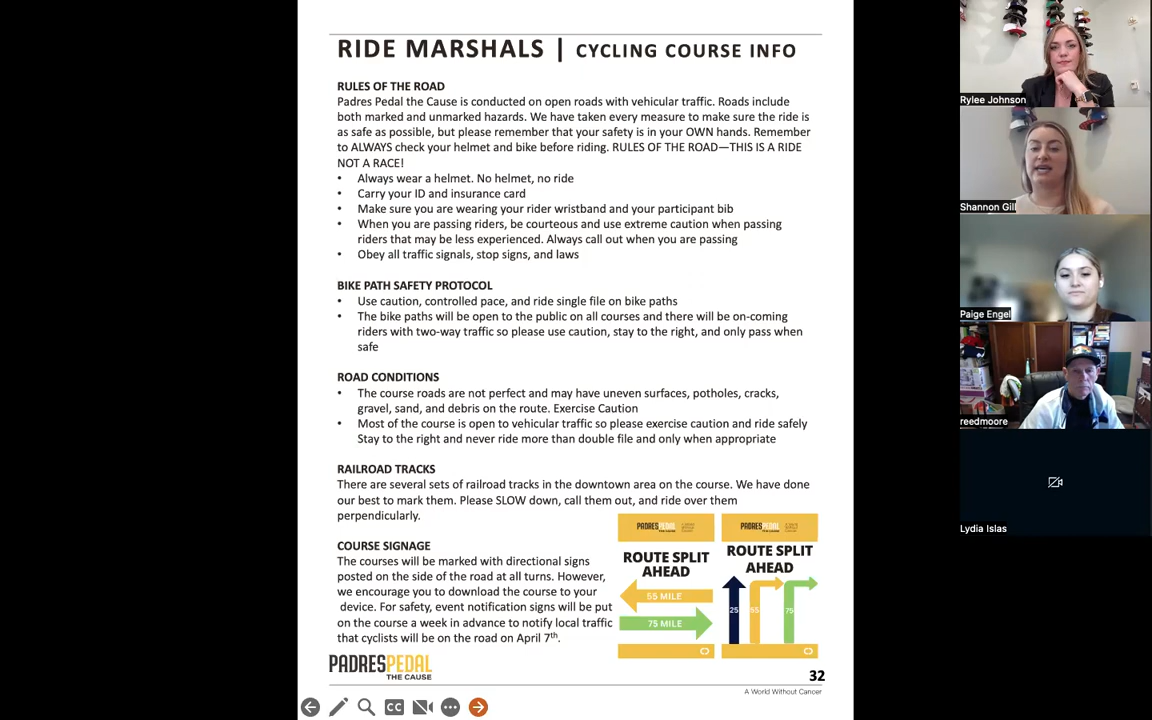 RIDE MARSHALS | CYCLING COURSE INFO
RULES OF THE ROAD
Padres Pedal the Cause is conducted on open roads with vehicular traffic. Roads include
both marked and unmarked hazards. We have taken every measure to make sure the ride is
as safe as possible, but please remember that your safety is in your OWN hands. Remember
to ALWAYS check your helmet and bike before riding. RULES OF THE ROAD—THIS IS A RIDE
NOT A RACE!
• Always wear a helmet. No helmet, no ride
• Carry your ID and insurance card
• Make sure you are wearing your rider wristband and your participant bib
• When you are passing riders, be courteous and use extreme caution when passing
riders that may be less experienced. Always call out when you are passing
• Obey all traffic signals, stop signs, and laws
BIKE PATH SAFETY PROTOCOL
• Use caution, controlled pace, and ride single file on bike paths
• The bike paths will be open to the public on all courses and there will be on-coming
riders with two-way traffic so please use caution, stay to the right, and only pass when
safe
ROAD CONDITIONS
• The course roads are not perfect and may have uneven surfaces, potholes, cracks,
gravel, sand, and debris on the route. Exercise Caution
• Most of the course is open to vehicular traffic so please exercise caution and ride safely
Stay to the right and never ride more than double file and only when appropriate
RAILROAD TRACKS
There are several sets of railroad tracks in the downtown area on the course. We have done
our best to mark them. Please SLOW down, call them out, and ride over them
perpendicularly.
COURSE SIGNAGE
The courses will be marked with directional signs
posted on the side of the road at all turns. However,
we encourage you to download the course to your
device. For safety, event notification signs will be put
on the course a week in advance to notify local traffic
that cyclists will be on the road on April 7th.
PADRESPEDAL
THE CAUSE
ROUTE SPLIT
AHEAD
55 MILE
75 MILE
PADRESPEDAL
THE CAUSE
ROUTE SPLIT
AHEAD
25
55
75
PADRESPEDAL
THE CAUSE
32
A World Without Cancer
CC
Rylee Johnson
Shannon Gill
Paige Engel
reedmoore
Lydia Islas